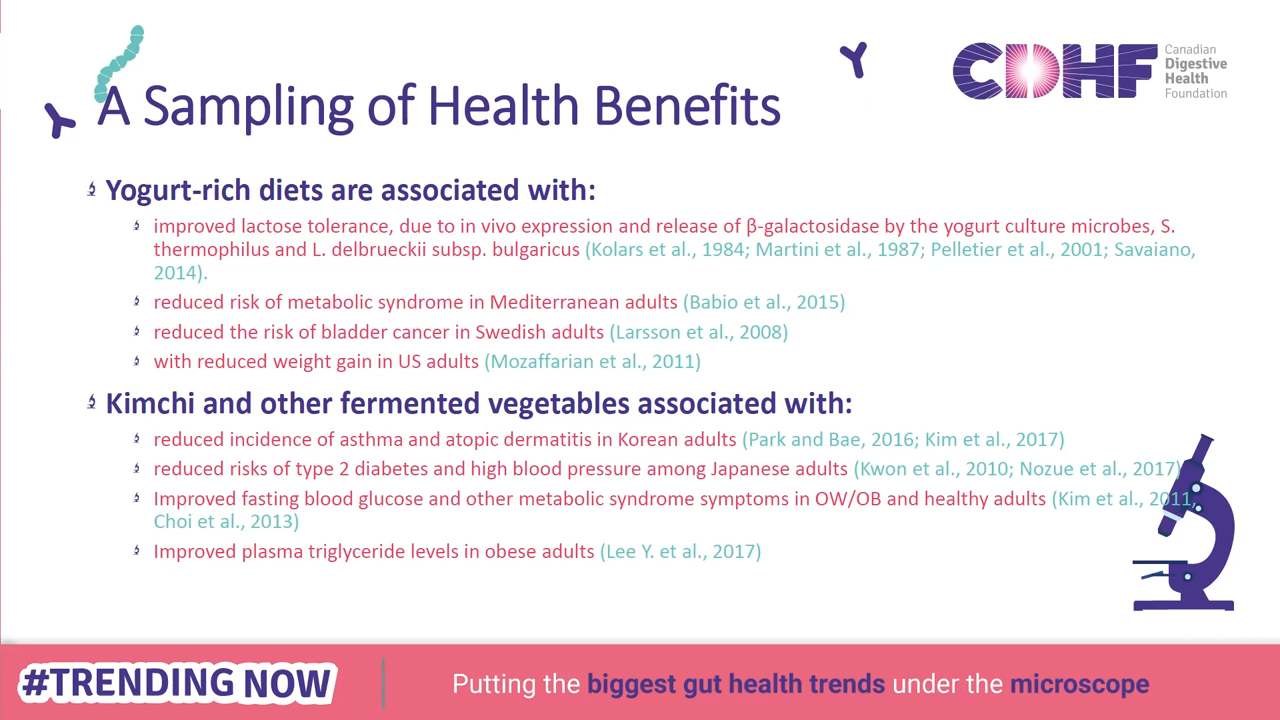 CDHF
Canadian
Digestive
Health
Foundation
A Sampling of Health Benefits
Yogurt-rich diets are associated with:
improved lactose tolerance, due to in vivo expression and release of β-galactosidase by the yogurt culture microbes, S.
thermophilus and L. delbrueckii subsp. bulgaricus (Kolars et al., 1984; Martini et al., 1987; Pelletier et al., 2001; Savaiano,
2014).
reduced risk of metabolic syndrome in Mediterranean adults (Babio et al., 2015)
reduced the risk of bladder cancer in Swedish adults (Larsson et al., 2008)
with reduced weight gain in US adults (Mozaffarian et al., 2011)
Kimchi and other fermented vegetables associated with:
reduced incidence of asthma and atopic dermatitis in Korean adults (Park and Bae, 2016; Kim et al., 2017)
reduced risks of type 2 diabetes and high blood pressure among Japanese adults (Kwon et al., 2010; Nozue et al., 2017)
Improved fasting blood glucose and other metabolic syndrome symptoms in OW/OB and healthy adults (Kim et al., 2011,
Choi et al., 2013)
Improved plasma triglyceride levels in obese adults (Lee Y. et al., 2017)
#TRENDING NOW
Putting the biggest gut health trends under the microscope